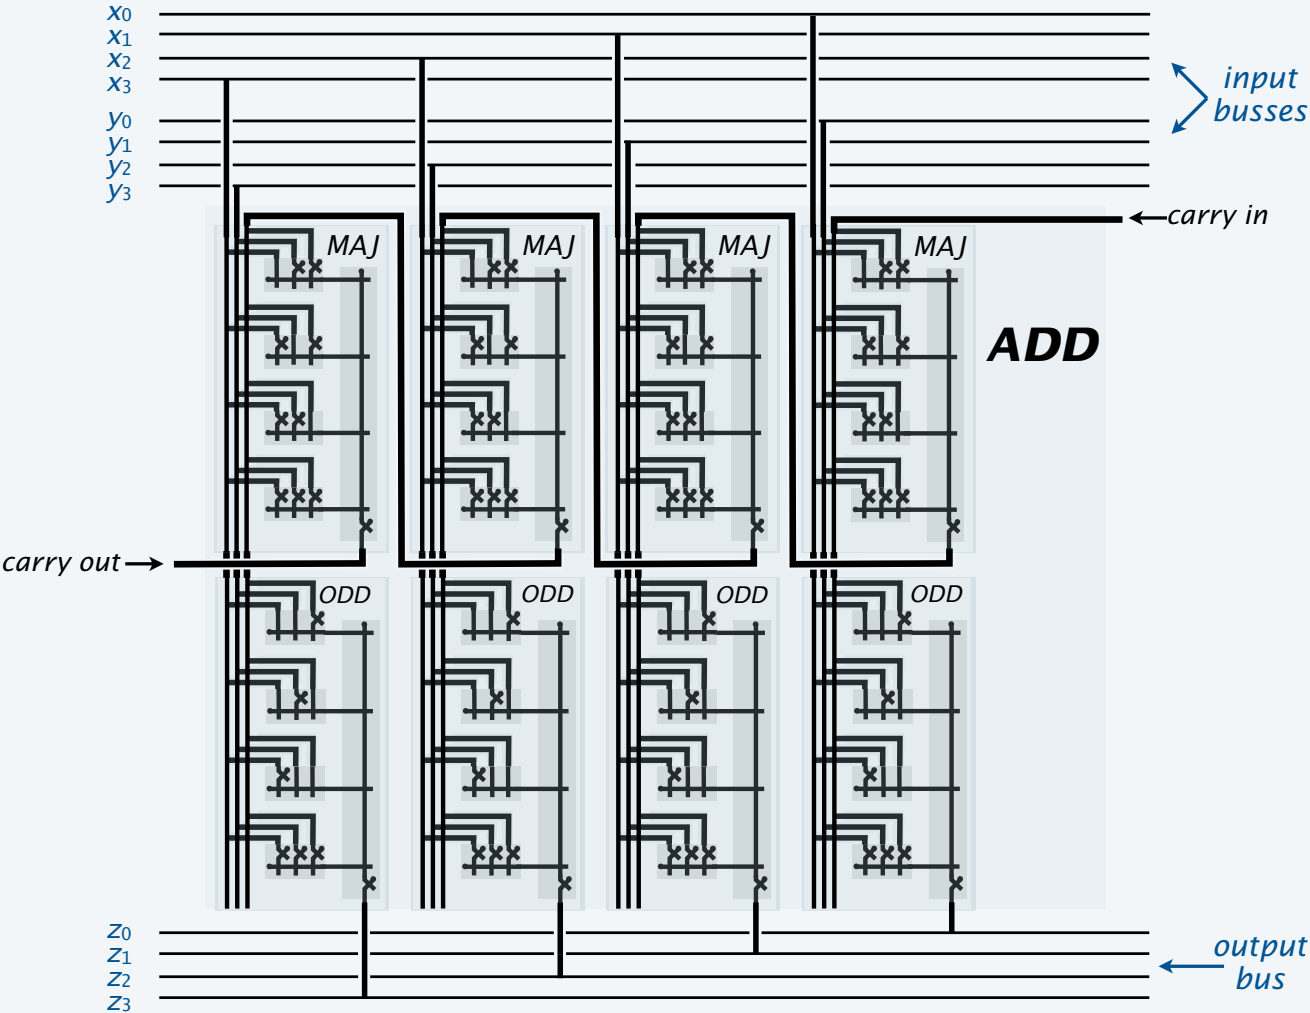 x0
x1
x2
x3
input
busses
y0
y1
y2
y3
carry in
MAJ
MAJ
MAJ
MAJ
ADD
carry out
ODD
ODD
ODD
ODD
z0
z1
z2
z3
output
bus